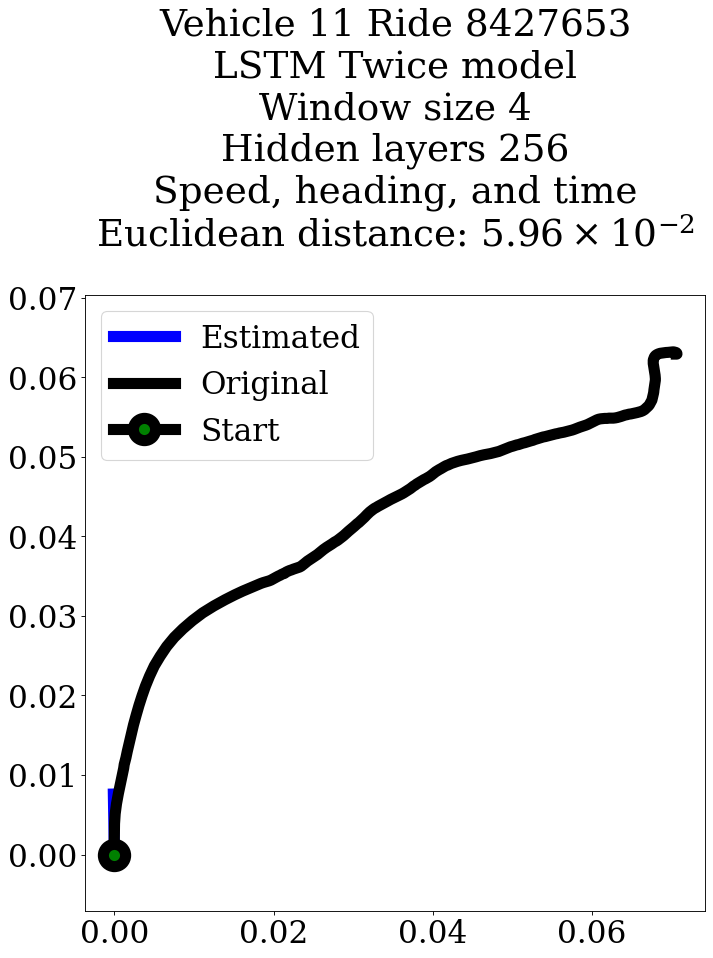 Vehicle 11 Ride 8427653
LSTM Twice model
Window size 4
Hidden layers 256
Speed, heading, and time
Euclidean distance: 5.96 × 10⁻²
0.07
0.06
0.05
0.04
0.03
0.02
0.01
0.00
Estimated
Original
Start
0.00 0.02 0.04 0.06